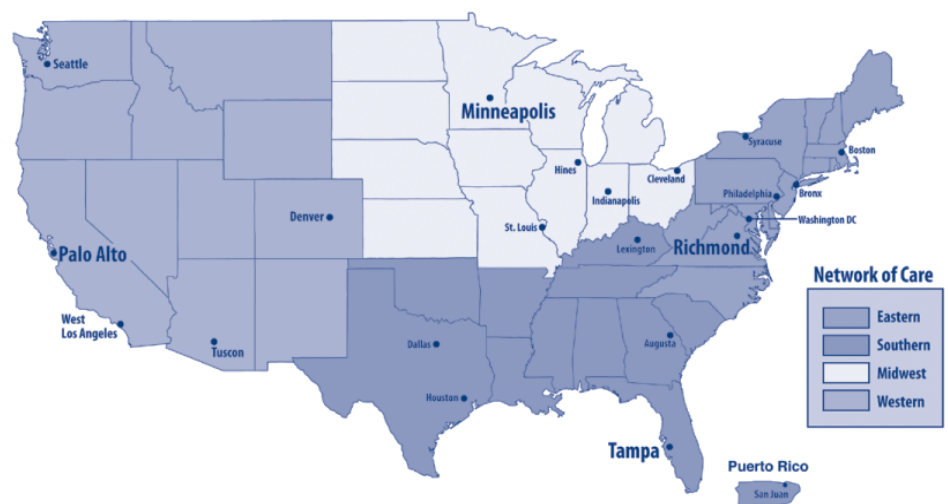 Seattle
Minneapolis
Syracuse
Boston
Hines
Cleveland
Indianapolis
Philadelphia
Bronx
Denver
Washington DC
St. Louis
Lexington
Richmond
Palo Alto
West
Los Angeles
Tuscon
Dallas
Augusta
Houston
Tampa
Puerto Rico
San Juan
Network of Care
Eastern
Southern
Midwest
Western